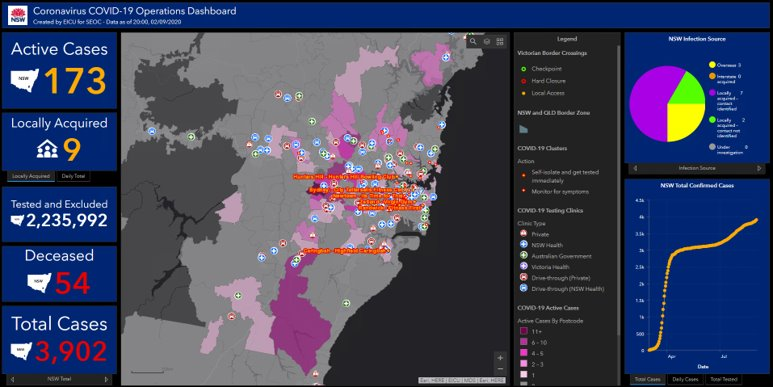 NSW
Coronavirus COVID-19 Operations Dashboard
Created by EICU for SEOC - Data as of 20:00, 02/09/2020
Active Cases
NSW
173
Locally Acquired
9
Locally Acquired
Daily Total
Tested and Excluded
NSW
2,235,992
Deceased
NSW
54
Total Cases
NSW
3,902
NSW Total
Hunters Hill - Hunters Hill Bowling Club
Legend
Victorian Border Crossings
Checkpoint
Hard Closure
Local Access
NSW and QLD Border Zone
COVID-19 Clusters
Action
Self-isolate and get tested
immediately
Monitor for symptoms
COVID-19 Testing Clinics
Clinic Type
Private
NSW Health
Australian Government
Victoria Health
Drive-through (Private)
Drive-through (NSW Health)
COVID-19 Active Cases
Active Cases By Postcode
11+
6 - 10
4 - 5
2 - 3
1
NSW Infection Source
Overseas 3
Interstate 0
acquired
Locally 7
acquired -
contact
identified
Locally 2
acquired -
contact not
identified
Under 0
investigation
Infection Source
NSW Total Confirmed Cases
4.5k
4k
3.5k
3k
2.5k
2k
1.5k
1k
500
0
Apr
Jul
Date
Total Cases
Daily Cases
Total Tested